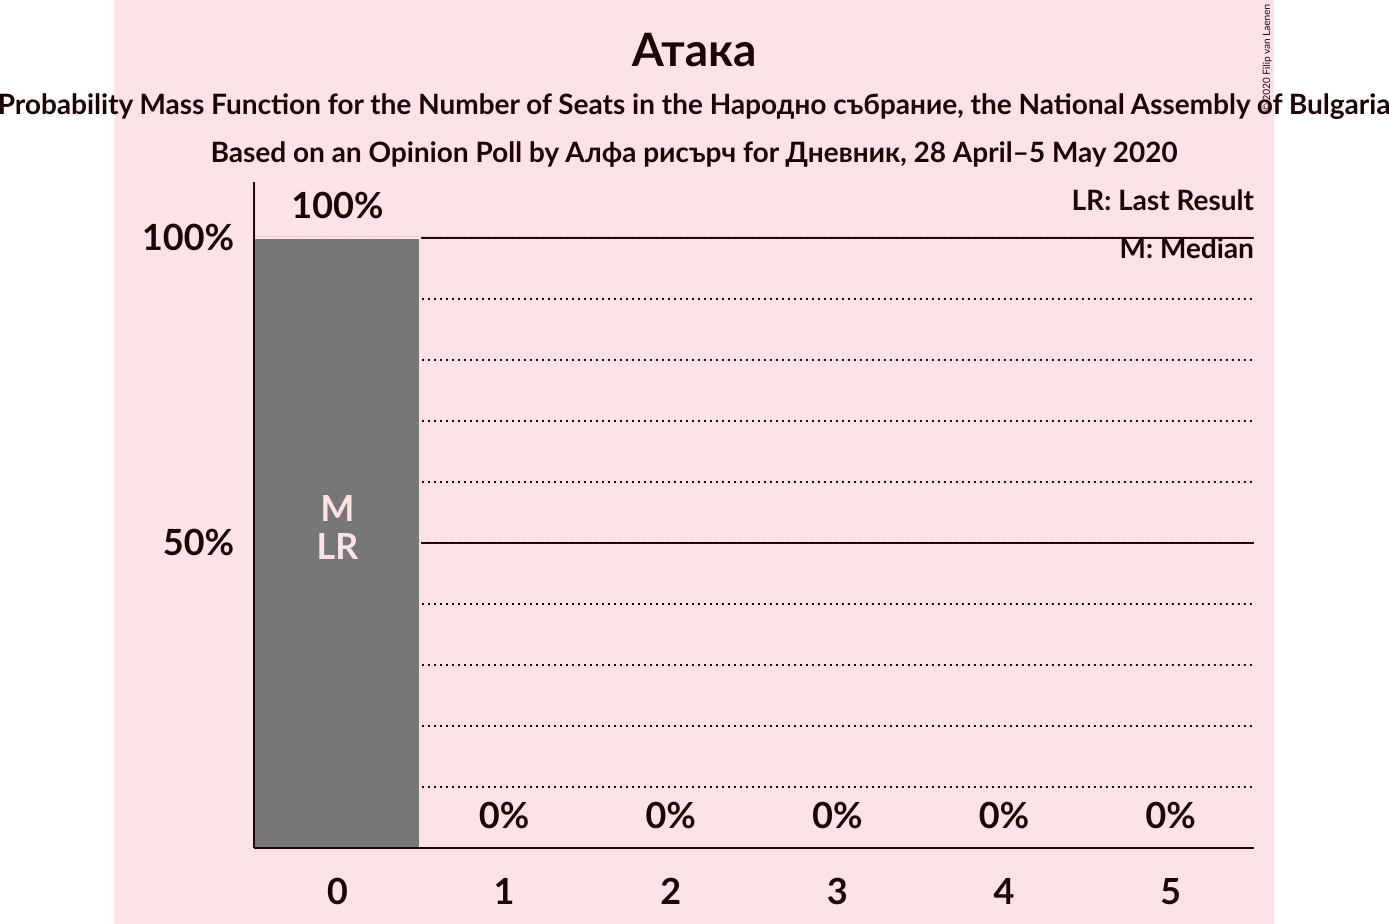 Атака
Probability Mass Function for the Number of Seats in the Народно събрание, the National Assembly of Bulgaria
Based on an Opinion Poll by Алфа рисърч for Дневник, 28 April–5 May 2020
© 2020 Filip van Laenen
LR: Last Result
M: Median
100%
100%
50%
M
LR
0% 0% 0% 0% 0%
0 1 2 3 4 5